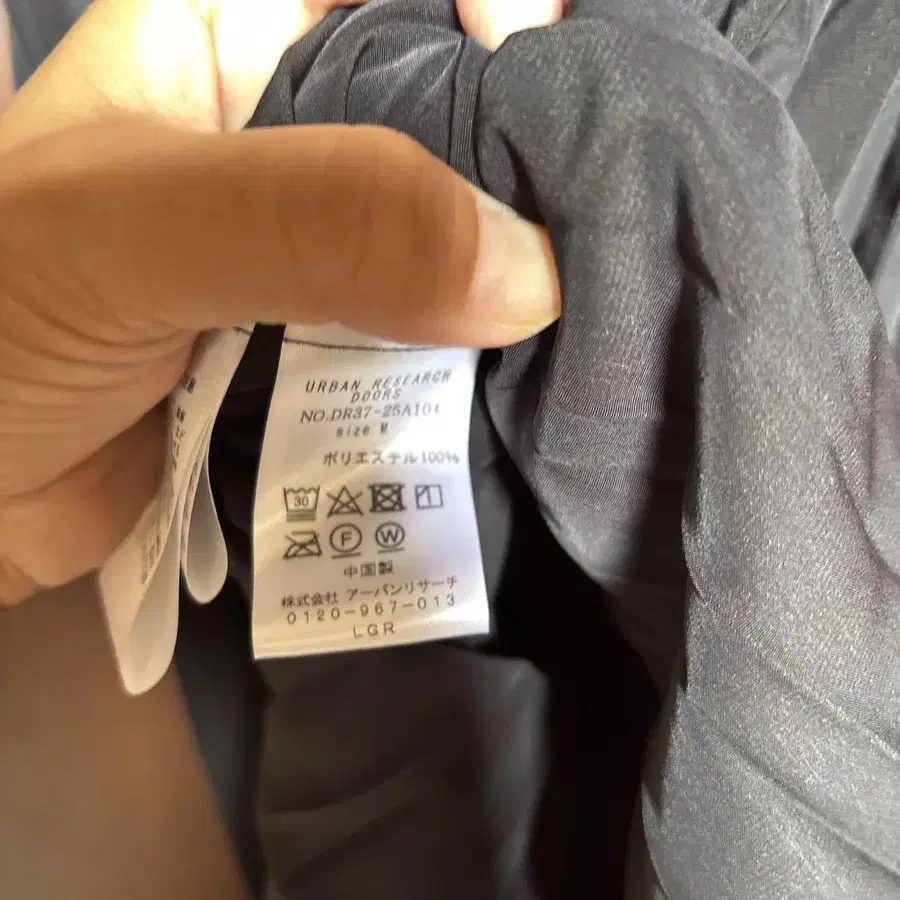 URBAN RESEARCH
DOORS
NO.DR37-25A104
size M
ポリエステル100%
30
F W
中国製
株式会社 アーバンリサーチ
0120-967-013
LGR